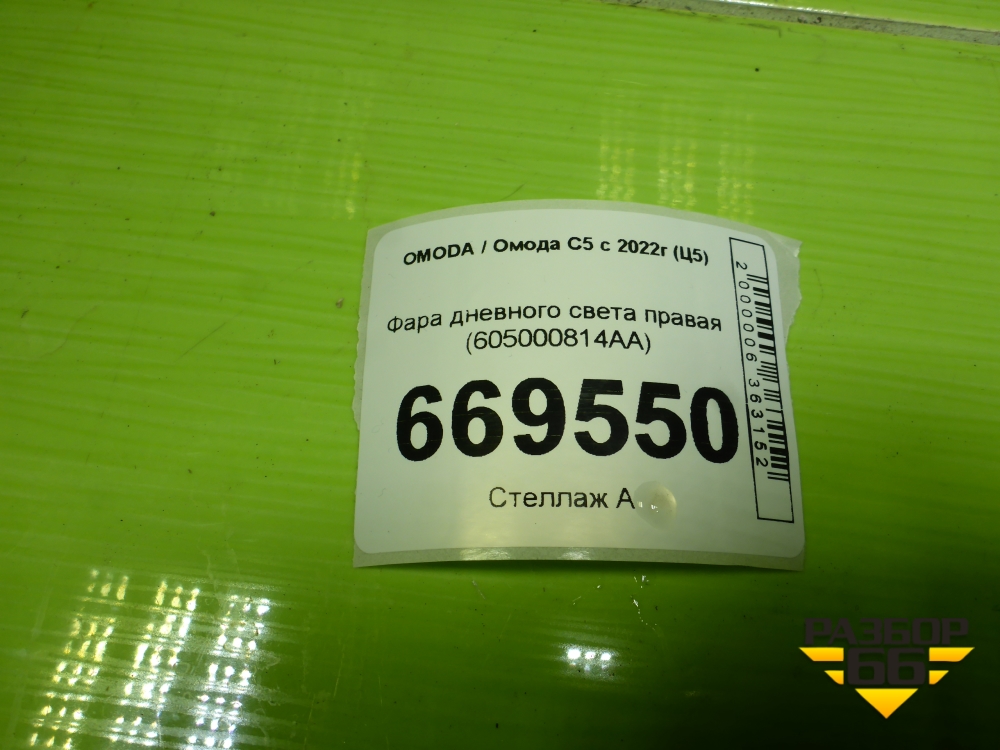 OMODA / Омода С5 с 2022г (Ц5)
Фара дневного света правая
(605000814AA)
669550
Стеллаж А
2000006363152
РАЗБОР
66